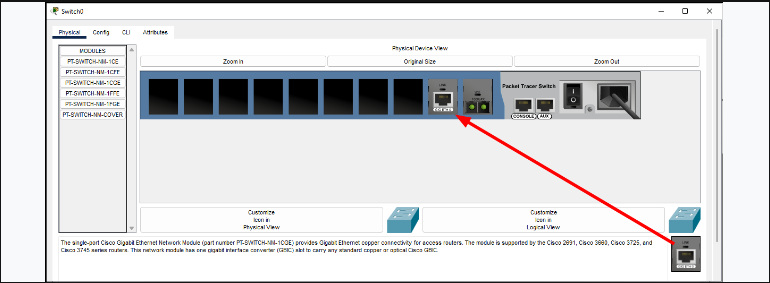 Switch0
Physical Config CLI Attributes
MODULES
PT-SWITCH-NM-1CE
PT-SWITCH-NM-1CFE
PT-SWITCH-NM-1CGE
PT-SWITCH-NM-1FFE
PT-SWITCH-NM-1FGE
PT-SWITCH-NM-COVER
Physical Device View
Zoom In Original Size Zoom Out
Packet Tracer Switch
CONSOLE AUX
Customize
Icon in
Physical View
Customize
Icon in
Logical View
The single-port Cisco Gigabit Ethernet Network Module (part number PT-SWITCH-NM-1CGE) provides Gigabit Ethernet copper connectivity for access routers. The module is supported by the Cisco 2691, Cisco 3660, Cisco 3725, and
Cisco 3745 series routers. This network module has one gigabit interface converter (GBIC) slot to carry any standard copper or optical Cisco GBIC.